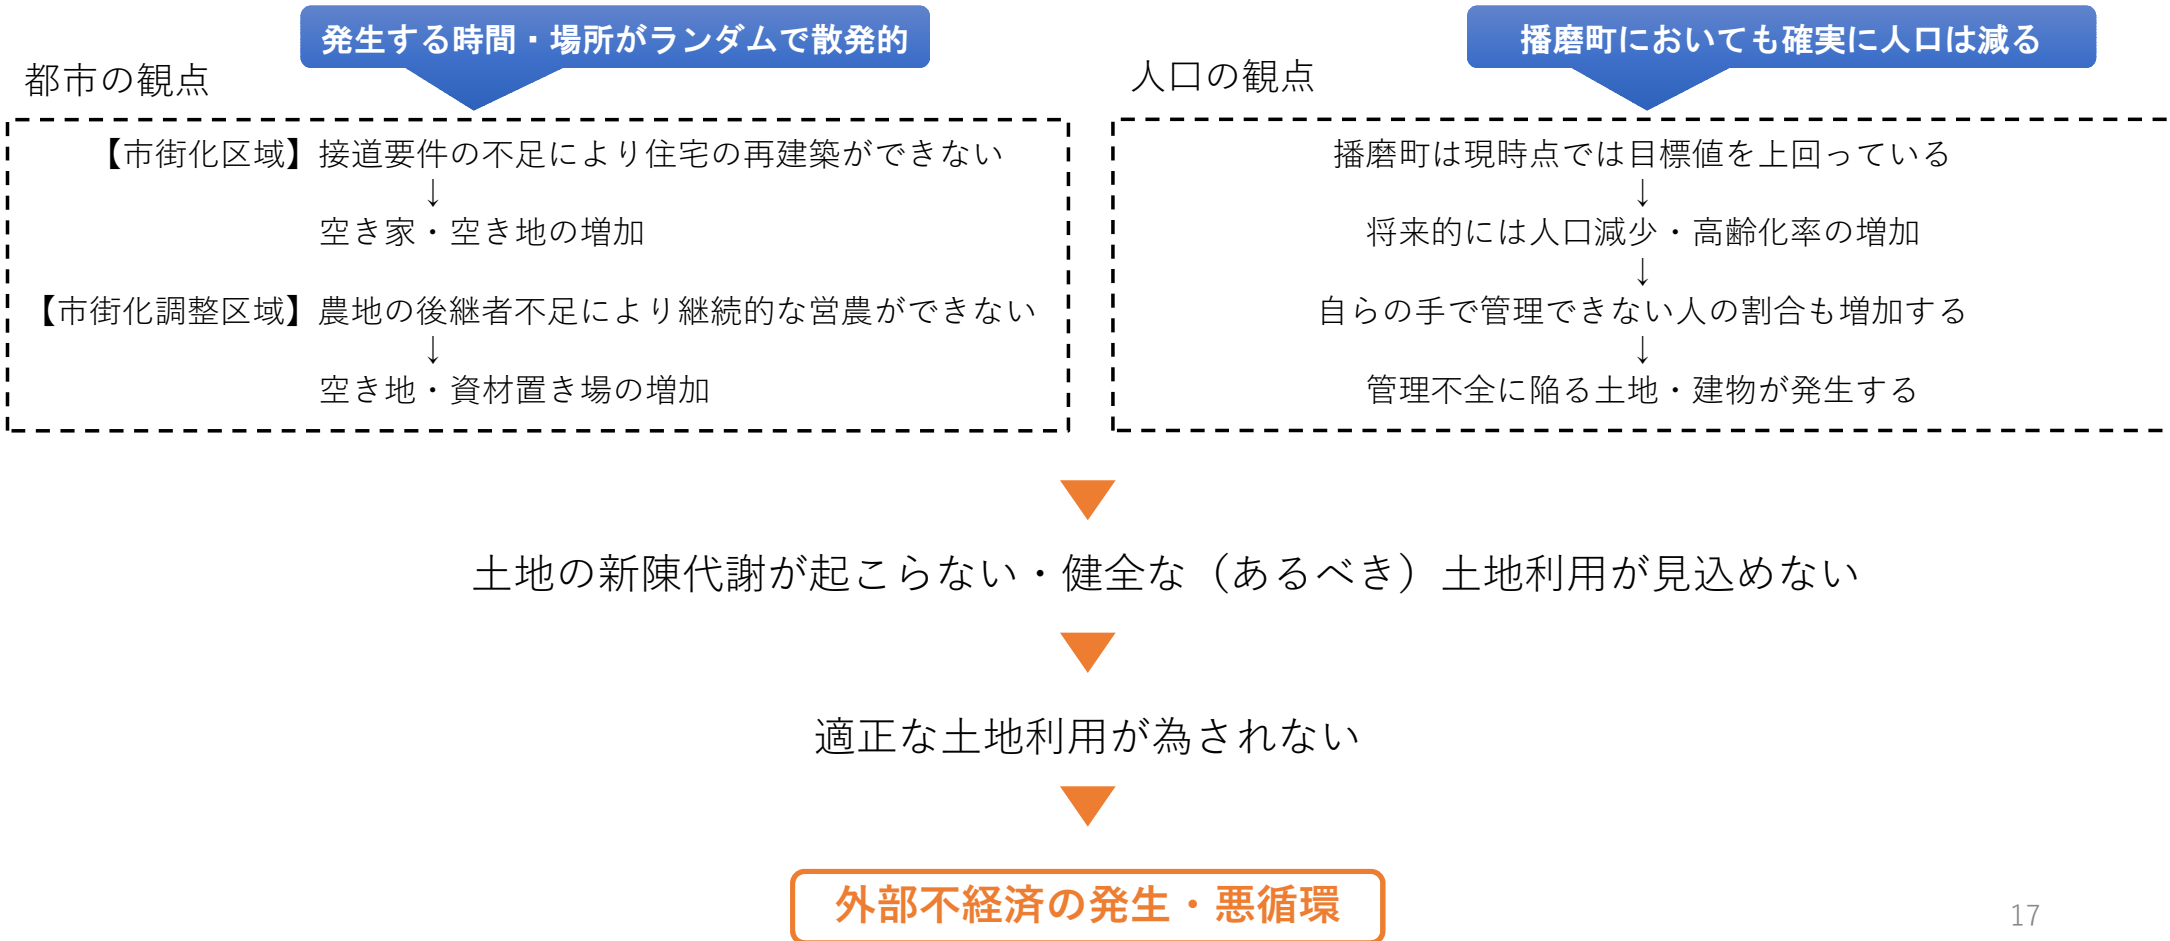 発生する時間・場所がランダムで散発的
都市の観点
【市街化区域】接道要件の不足により住宅の再建築ができない
↓
空き家・空き地の増加
【市街化調整区域】農地の後継者不足により継続的な営農ができない
↓
空き地・資材置き場の増加
播磨町においても確実に人口は減る
人口の観点
播磨町は現時点では目標値を上回っている
↓
将来的には人口減少・高齢化率の増加
↓
自らの手で管理できない人の割合も増加する
↓
管理不全に陥る土地・建物が発生する
土地の新陳代謝が起こらない・健全な（あるべき）土地利用が見込めない
適正な土地利用が為されない
外部不経済の発生・悪循環
17